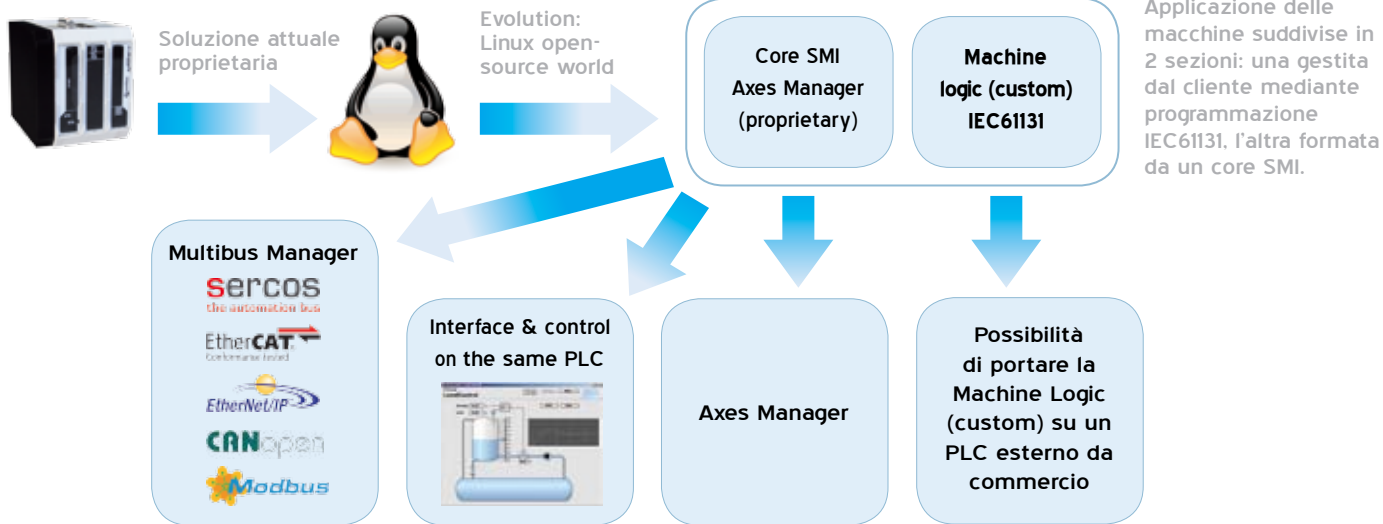 Soluzione attuale
proprietaria
Evolution:
Linux open-
source world
Core SMI
Axes Manager
(proprietary)
Machine
logic (custom)
IEC61131
Applicazione delle
macchine suddivise in
2 sezioni: una gestita
dal cliente mediante
programmazione
IEC61131, l'altra formata
da un core SMI.
Multibus Manager
sercos
the automation bus
EtherCAT
Conformance tested
EtherNet/IP
CANopen
Modbus
Interface & control
on the same PLC
Axes Manager
Possibilità
di portare la
Machine Logic
(custom) su un
PLC esterno da
commercio